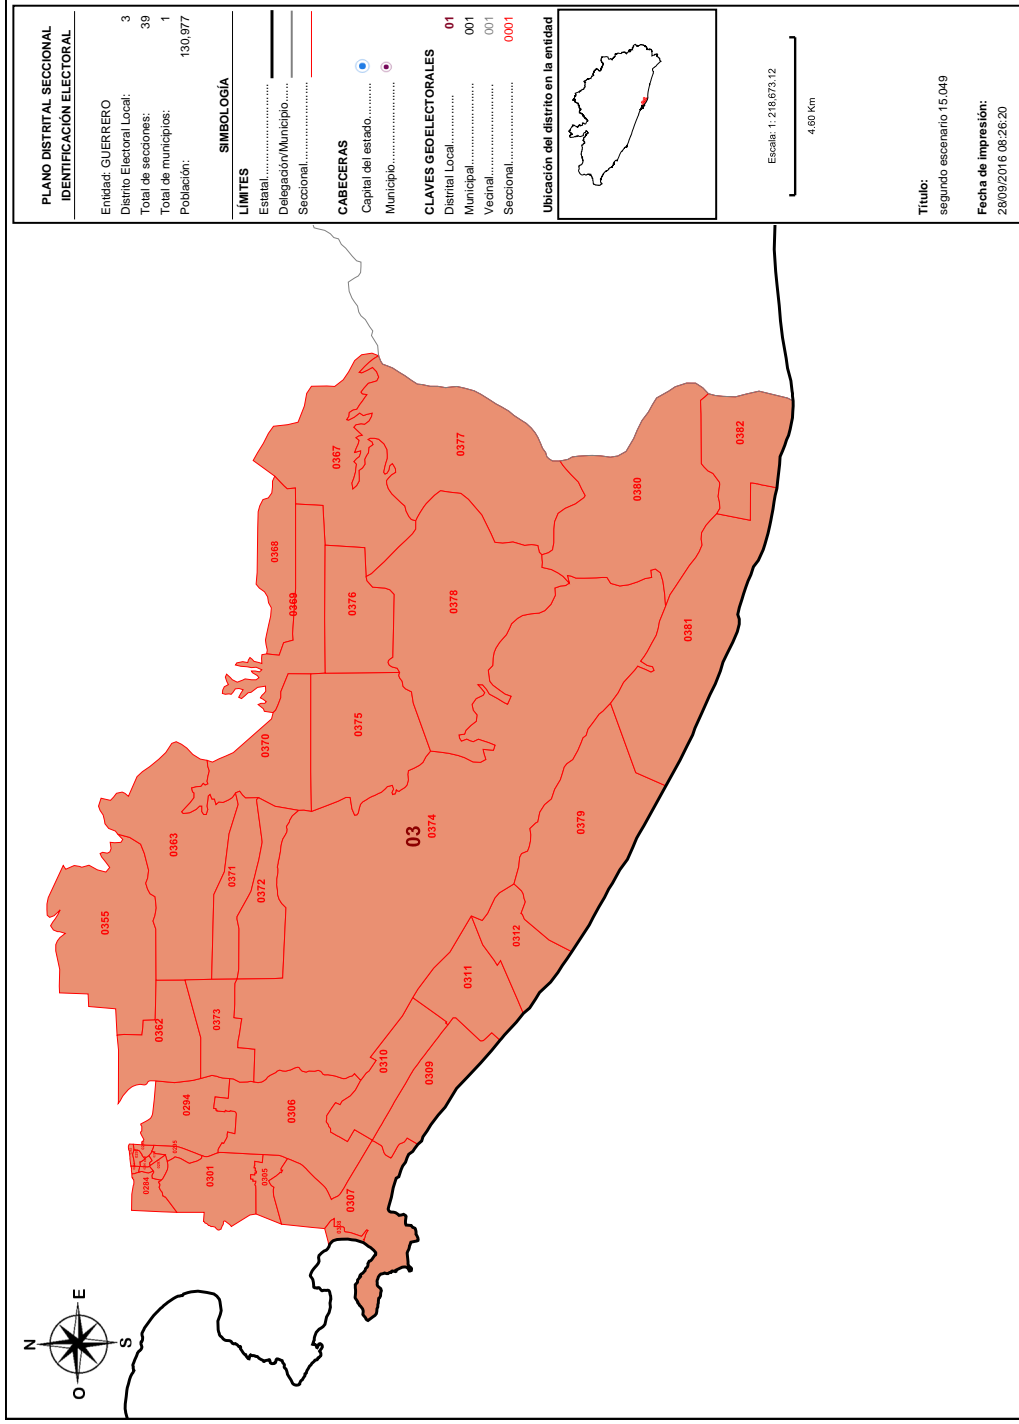 PLANO DISTRITAL SECCIONAL
IDENTIFICACIÓN ELECTORAL
Entidad: GUERRERO
Distrito Electoral Local: 3
Total de secciones: 39
Total de municipios: 1
Población: 130,977
SIMBOLOGÍA
LÍMITES
Estatal
Delegación/Municipio
Seccional
CABECERAS
Capital del estado
Municipio
CLAVES GEOELECTORALES
Distrital Local 01
Municipal 001
Vecinal 001
Seccional 0001
Ubicación del distrito en la entidad
Escala: 1: 218,673.12
4.60 Km
Título:
segundo escenario 15.049
Fecha de impresión:
28/09/2016 08:26:20
N
E
S
O
0355
0362
0363
0373
0371
0372
0370
0368
0369
0367
0377
0376
0375
0378
0380
0382
0381
03
0374
0379
0312
0311
0310
0309
0306
0294
0284
0301
0305
0307